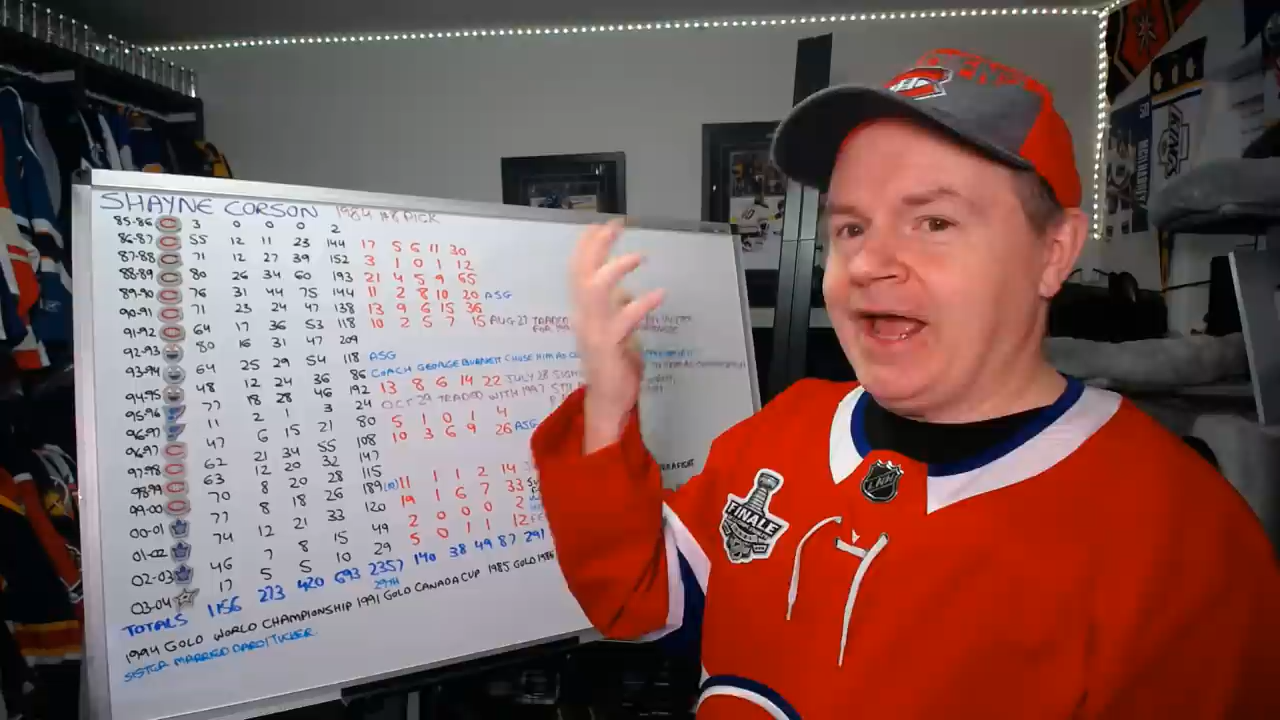 SHAYNE CORSON 1984 #8 PICK
85-86 3 0 0 0 2
86-87 55 12 11 23 144 17 5 6 11 30
87-88 71 12 27 39 152 3 1 0 1 12
88-89 80 26 34 60 193 21 4 5 9 65
89-90 76 31 44 75 144 11 2 8 10 20 ASG
90-91 71 23 24 47 138 13 9 6 15 36
91-92 64 17 36 53 118 10 2 5 7 15 AUG 27 TRADED
92-93 80 16 31 47 209
93-94 64 25 29 54 118 ASG
94-95 48 12 24 36 86 COACH GEORGE BURNETT CHOSE HIM AS
95-96 77 18 28 46 192 13 8 6 14 22 JULY 28
96-97 11 2 1 3 24 OCT 29 TRADED WITH 1997
96-97 47 6 15 21 80 5 1 0 1 4
97-98 62 21 34 55 108 10 3 6 9 26 ASG
98-99 63 12 20 32 147
99-00 70 8 20 28 115
00-01 77 8 18 26 189 11 1 1 2 14
01-02 74 12 21 33 120 19 1 6 7 33
02-03 46 7 8 15 49 2 0 0 0 2
03-04 17 5 5 10 29 5 0 1 1 12
TOTALS 1156 273 420 693 2357 140 38 49 87 291
29TH
1994 GOLD WORLD CHAMPIONSHIP 1991 GOLD CANADA CUP 1985 GOLD 1986
SISTER MARRIED DARCY TUCKER
NHL
FINALE
KINGS